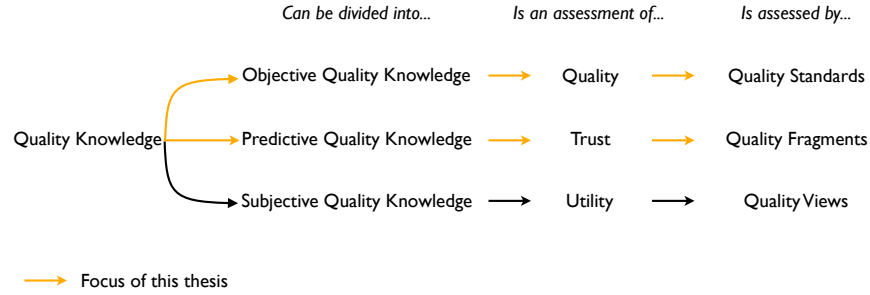 Can be divided into... Is an assessment of... Is assessed by...
Objective Quality Knowledge Quality Quality Standards
Quality Knowledge Predictive Quality Knowledge Trust Quality Fragments
Subjective Quality Knowledge Utility Quality Views
Focus of this thesis